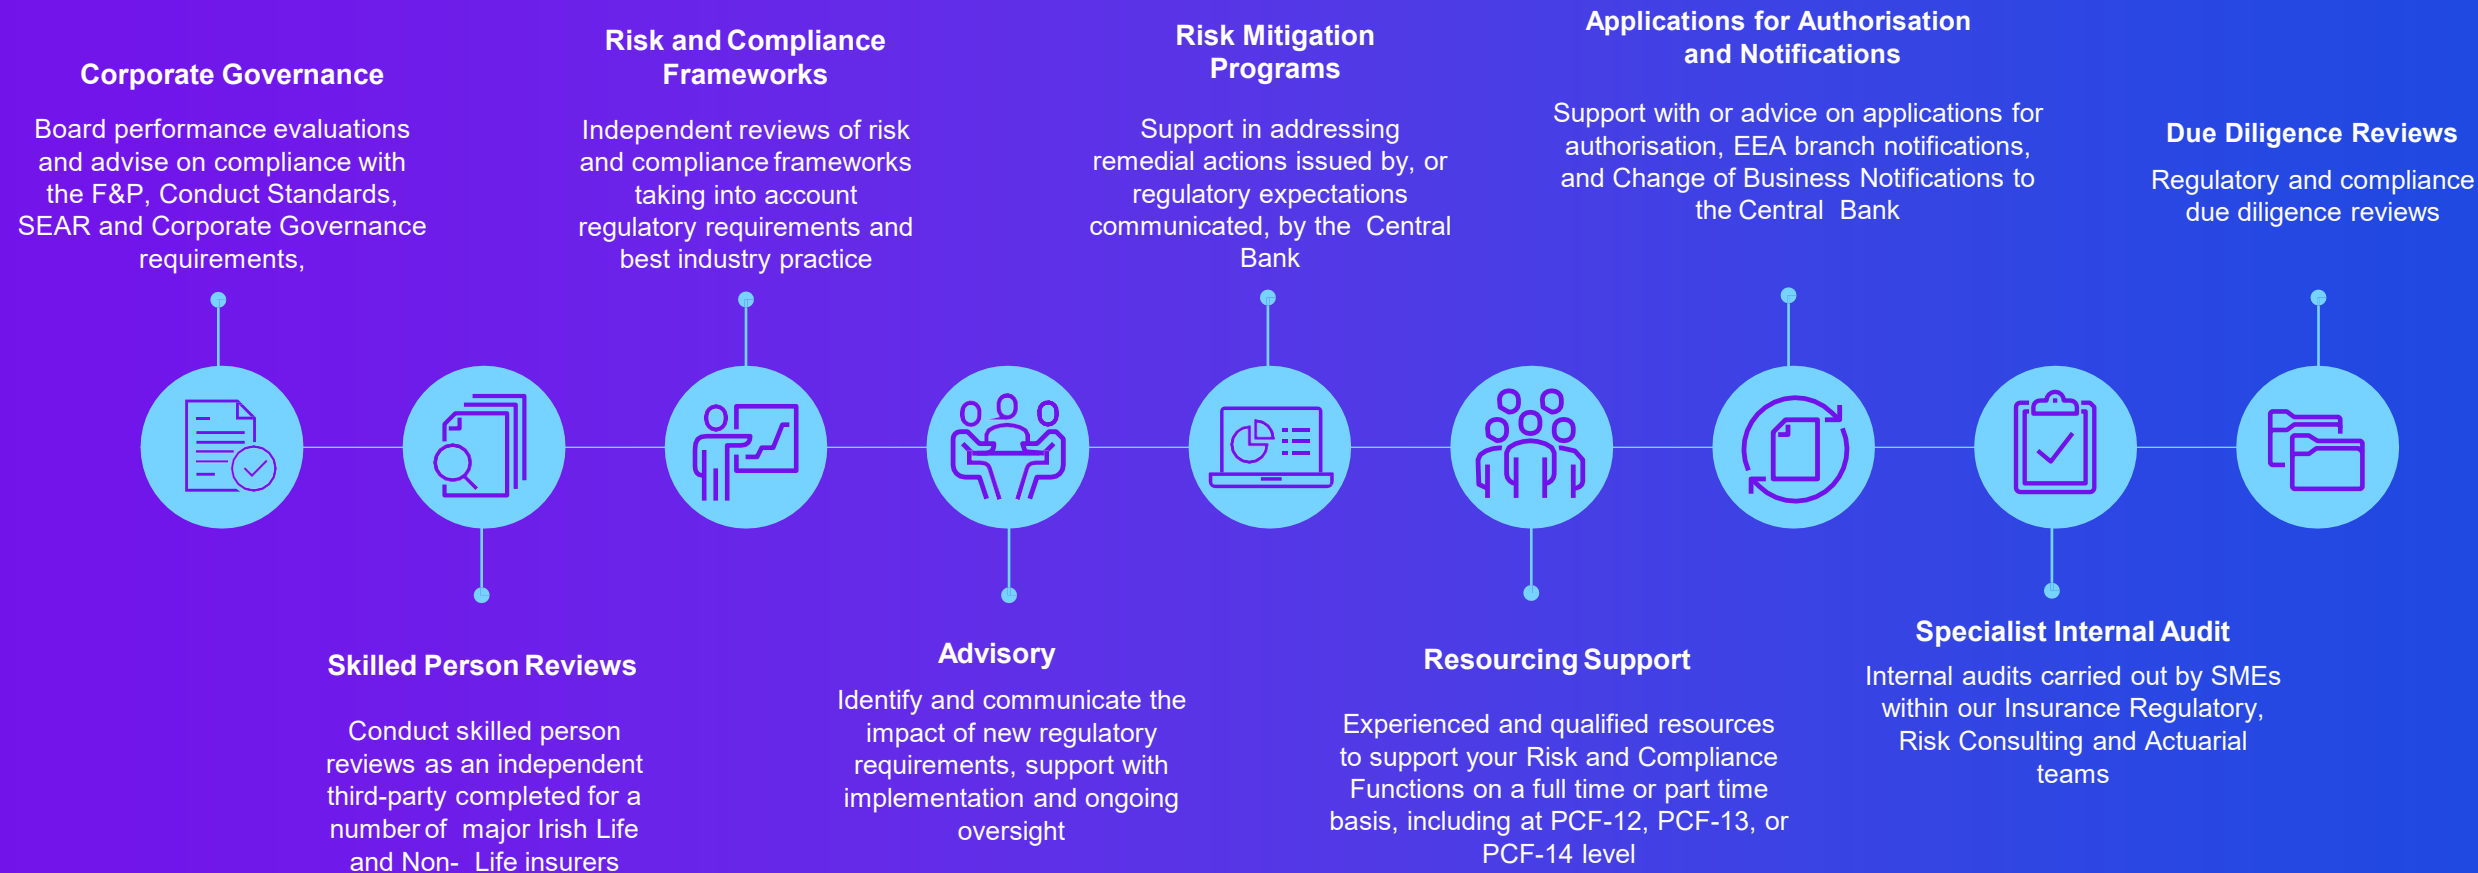 Corporate Governance
Board performance evaluations
and advise on compliance with
the F&P, Conduct Standards,
SEAR and Corporate Governance
requirements,
Skilled Person Reviews
Conduct skilled person
reviews as an independent
third-party completed for a
number of major Irish Life
and Non- Life insurers
Risk and Compliance
Frameworks
Independent reviews of risk
and compliance frameworks
taking into account
regulatory requirements and
best industry practice
Advisory
Identify and communicate the
impact of new regulatory
requirements, support with
implementation and ongoing
oversight
Risk Mitigation
Programs
Support in addressing
remedial actions issued by, or
regulatory expectations
communicated, by the Central
Bank
Resourcing Support
Experienced and qualified resources
to support your Risk and Compliance
Functions on a full time or part time
basis, including at PCF-12, PCF-13, or
PCF-14 level
Applications for Authorisation
and Notifications
Support with or advice on applications for
authorisation, EEA branch notifications,
and Change of Business Notifications to
the Central Bank
Specialist Internal Audit
Internal audits carried out by SMEs
within our Insurance Regulatory,
Risk Consulting and Actuarial
teams
Due Diligence Reviews
Regulatory and compliance
due diligence reviews